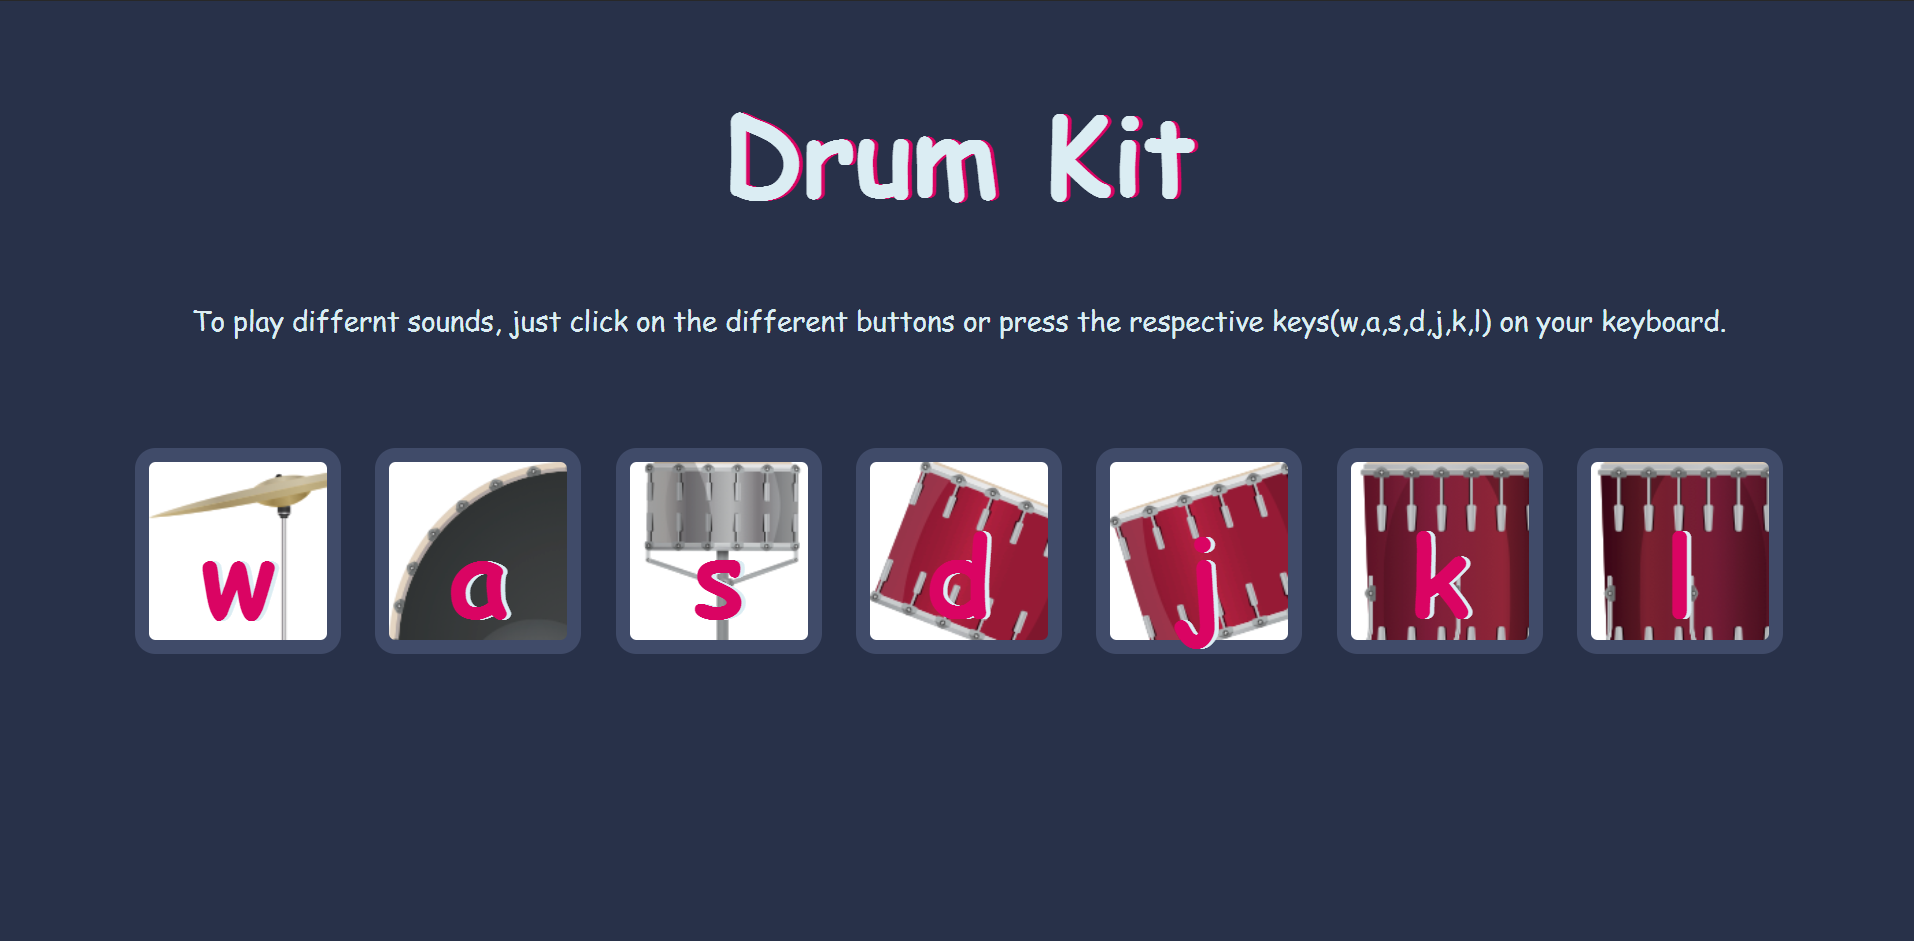 Drum Kit
To play differnt sounds, just click on the different buttons or press the respective keys(w,a,s,d,j,k,l) on your keyboard.
w a s d j k l